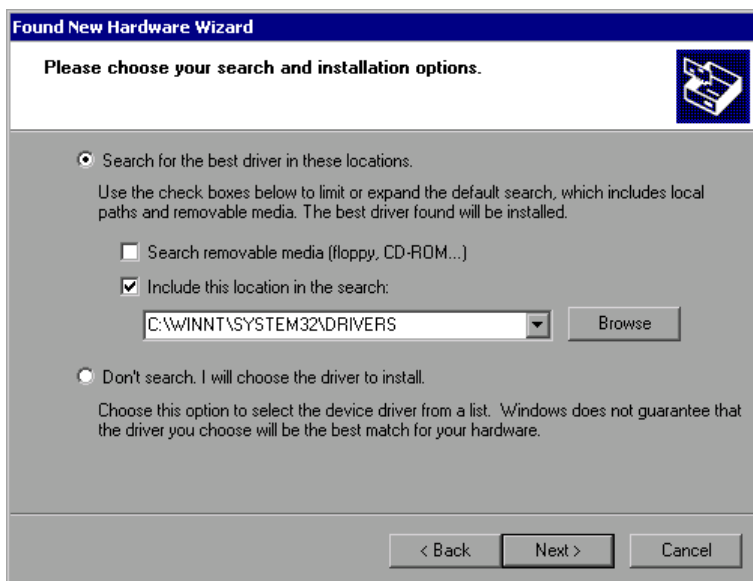 Found New Hardware Wizard
Please choose your search and installation options.
Search for the best driver in these locations.
Use the check boxes below to limit or expand the default search, which includes local
paths and removable media. The best driver found will be installed.
Search removable media (floppy, CD-ROM...)
Include this location in the search:
C:\WINNT\SYSTEM32\DRIVERS
Browse
Don't search. I will choose the driver to install.
Choose this option to select the device driver from a list.  Windows does not guarantee that
the driver you choose will be the best match for your hardware.
< Back
Next >
Cancel